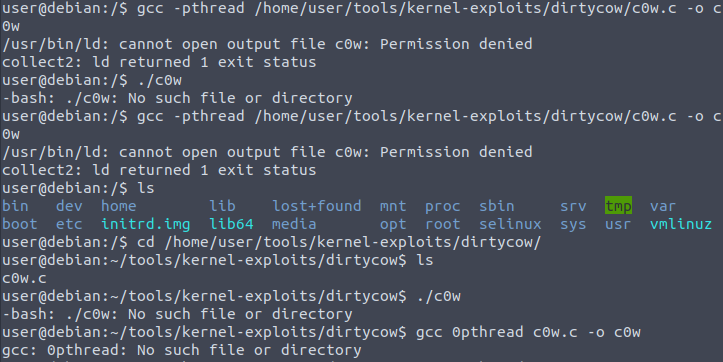 user@debian:/$ gcc -pthread /home/user/tools/kernel-exploits/dirtycow/c0w.c -o c
0w
/usr/bin/ld: cannot open output file c0w: Permission denied
collect2: ld returned 1 exit status
user@debian:/$ ./c0w
-bash: ./c0w: No such file or directory
user@debian:/$ gcc -pthread /home/user/tools/kernel-exploits/dirtycow/c0w.c -o c
0w
/usr/bin/ld: cannot open output file c0w: Permission denied
collect2: ld returned 1 exit status
user@debian:/$ ls
bin   dev  home        lib    lost+found  mnt  proc  sbin     srv  tmp  var
boot  etc  initrd.img  lib64  media       opt  root  selinux  sys  usr  vmlinuz
user@debian:/$ cd /home/user/tools/kernel-exploits/dirtycow/
user@debian:~/tools/kernel-exploits/dirtycow$ ls
c0w.c
user@debian:~/tools/kernel-exploits/dirtycow$ ./c0w
-bash: ./c0w: No such file or directory
user@debian:~/tools/kernel-exploits/dirtycow$ gcc 0pthread c0w.c -o c0w
gcc: 0pthread: No such file or directory